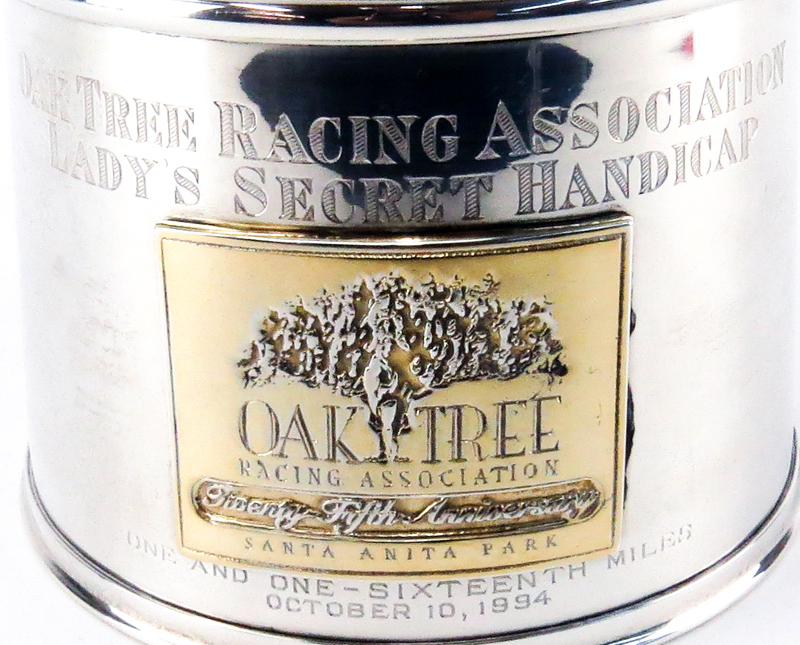 OAK TREE RACING ASSOCIATION
LADY'S SECRET HANDICAP
OAK TREE
RACING ASSOCIATION
Twenty-Fifth Anniversary
SANTA ANITA PARK
ONE AND ONE-SIXTEENTH MILES
OCTOBER 10, 1994